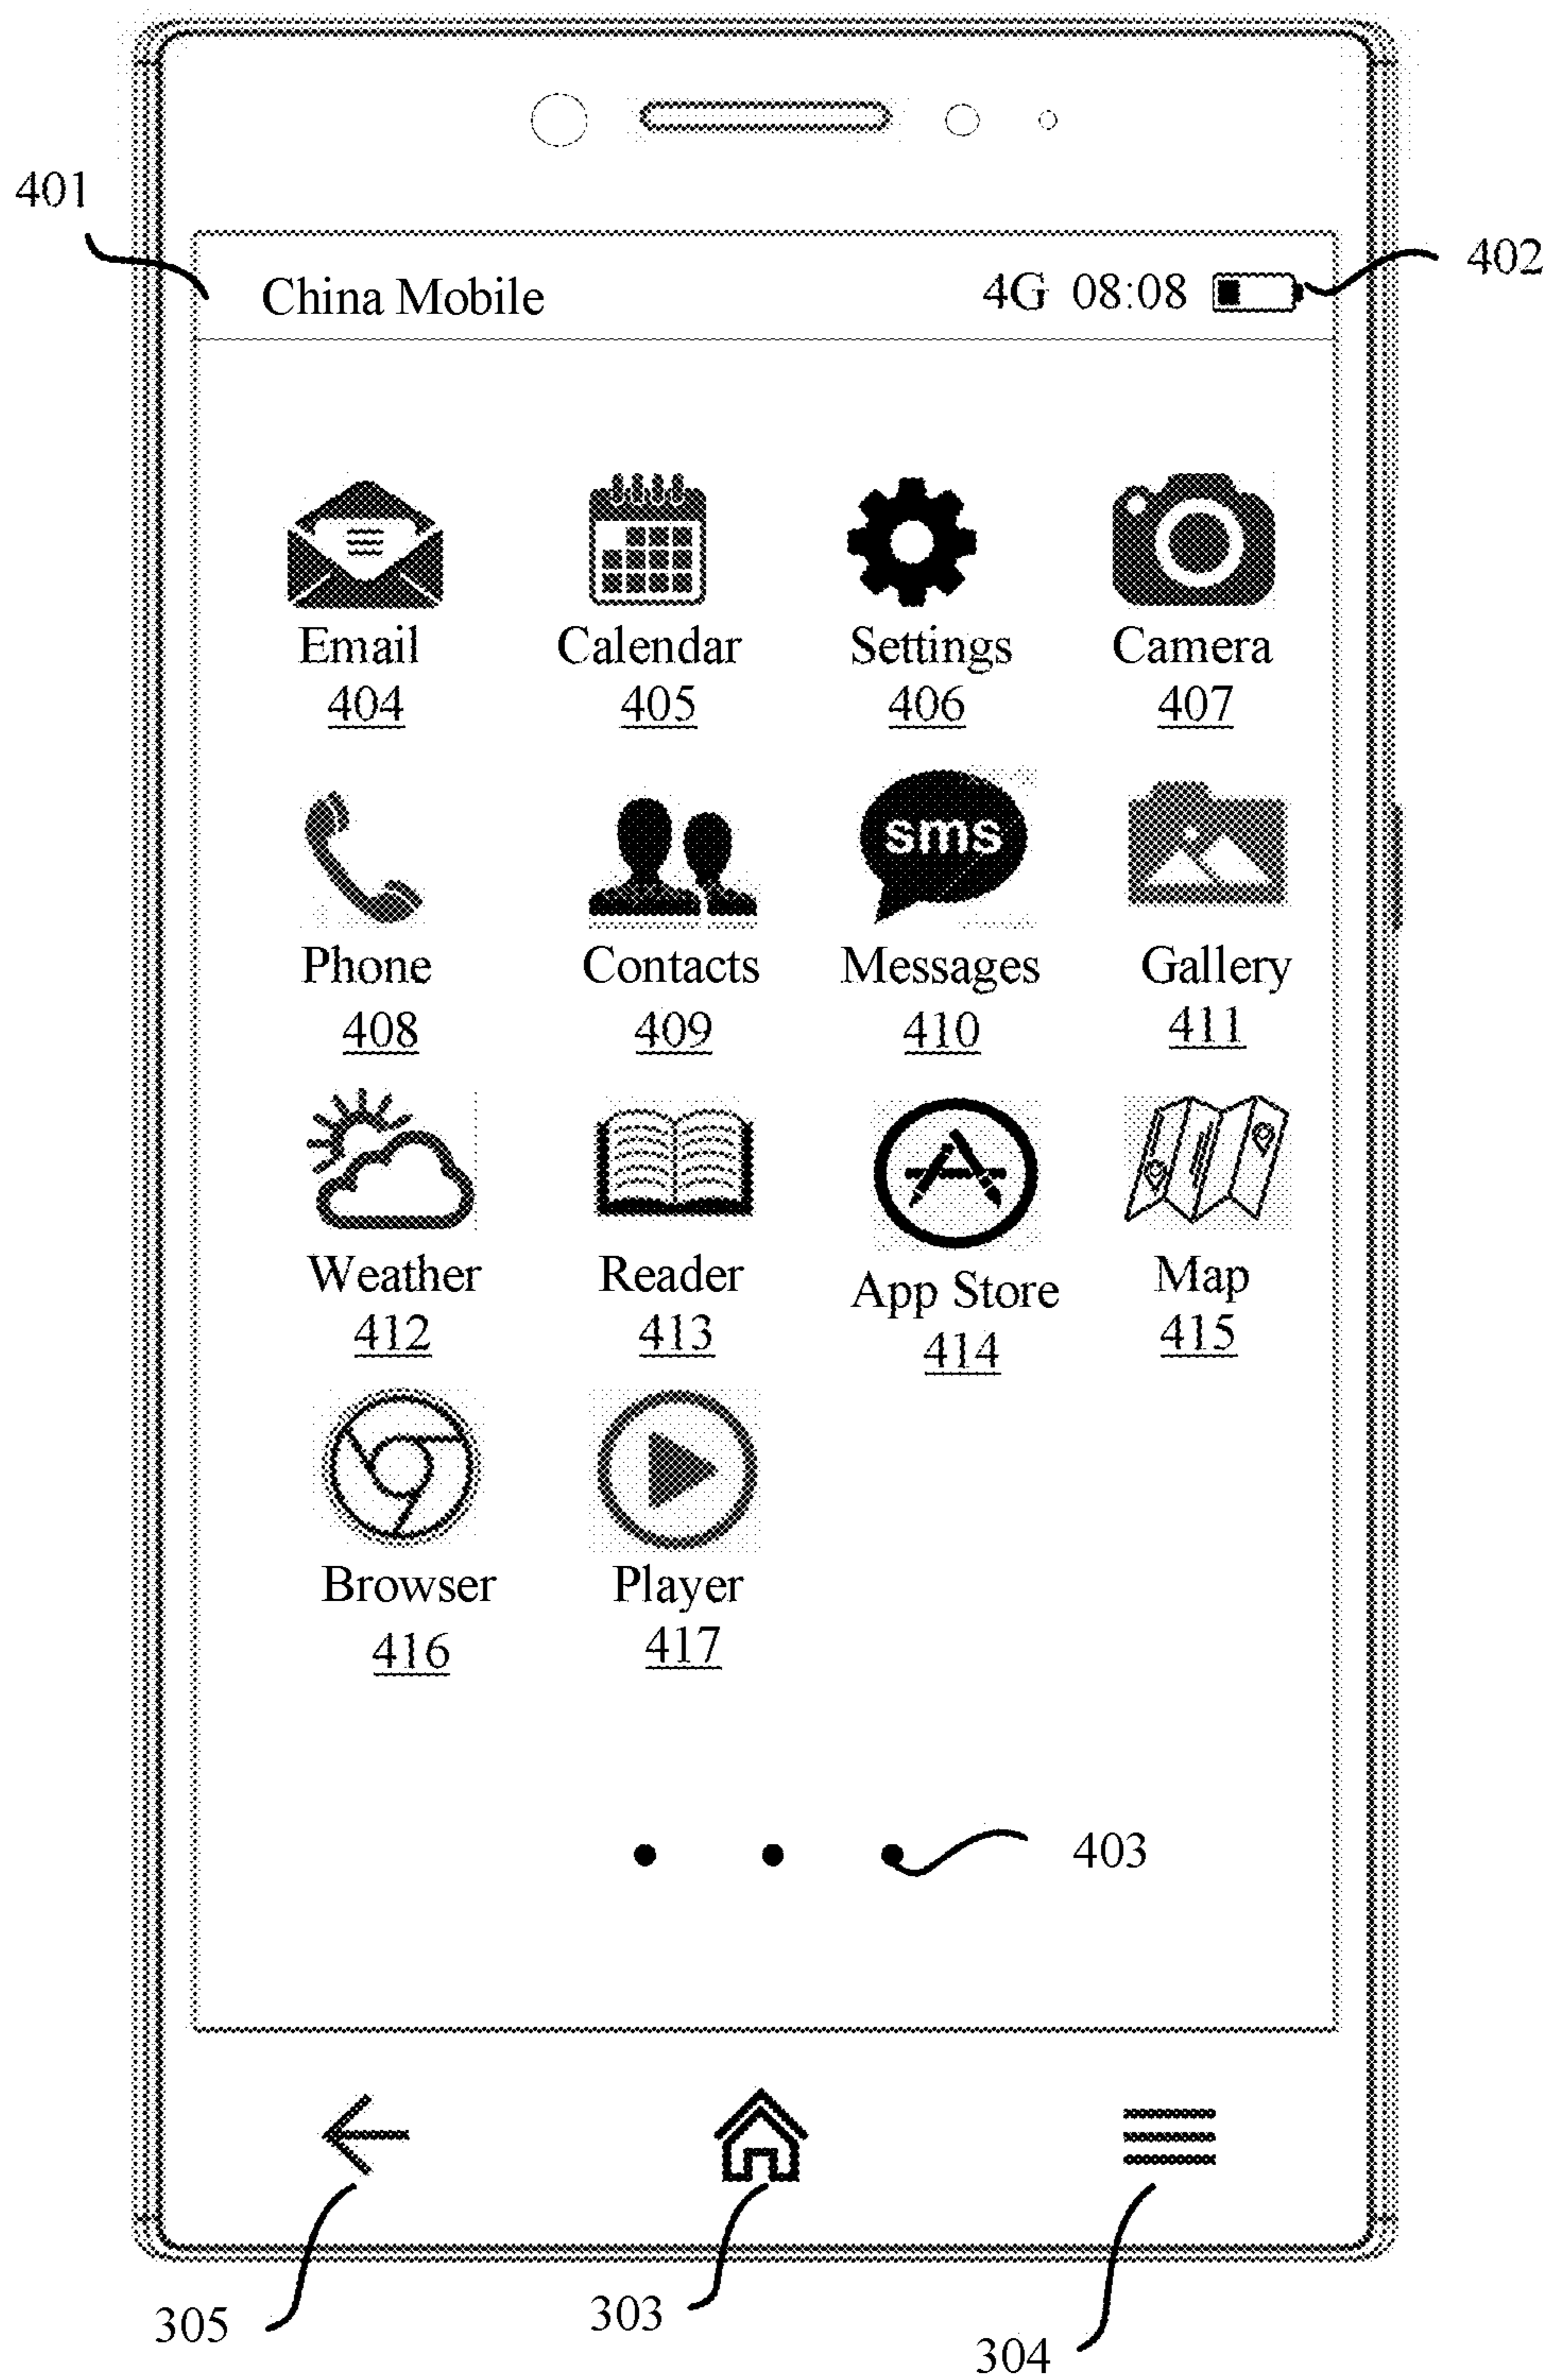 401
402
China Mobile 4G 08:08
Email Calendar Settings Camera
404 405 406 407
sms
Phone Contacts Messages Gallery
408 409 410 411
Weather Reader App Store Map
412 413 414 415
Browser Player
416 417
403
305 303 304